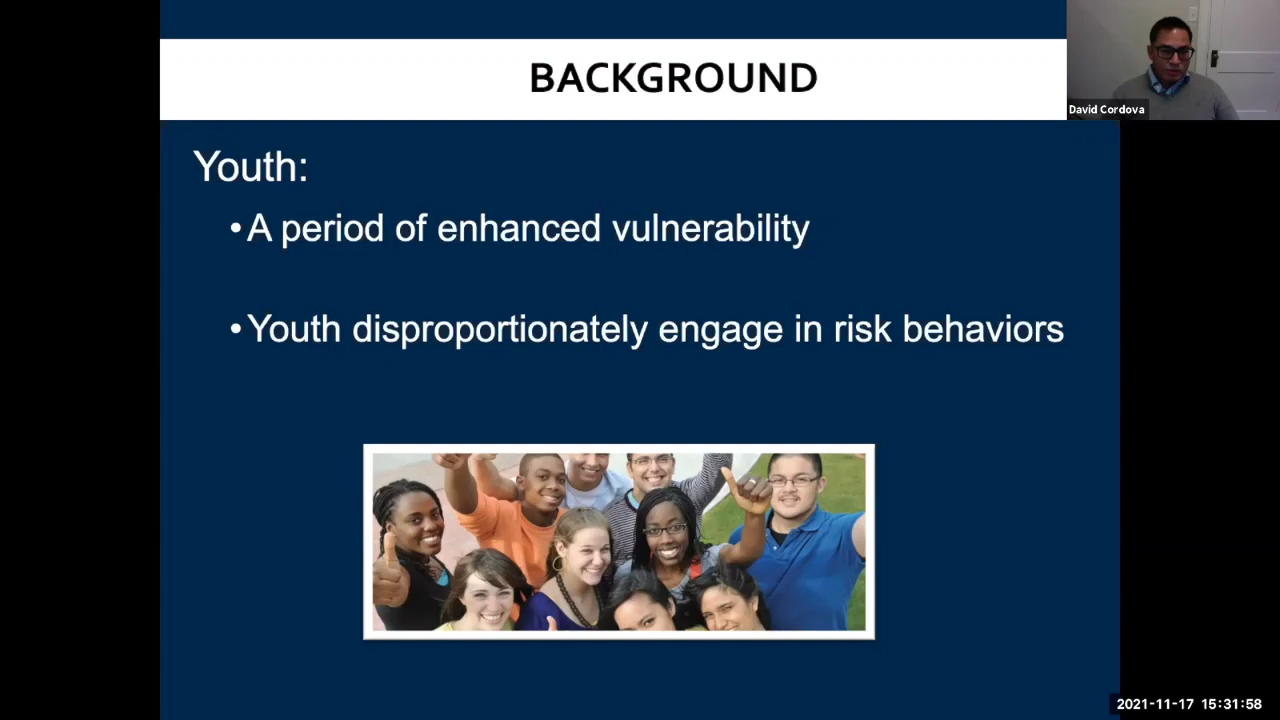 BACKGROUND
David Cordova
Youth:
•A period of enhanced vulnerability
•Youth disproportionately engage in risk behaviors
2021-11-17 15:31:58